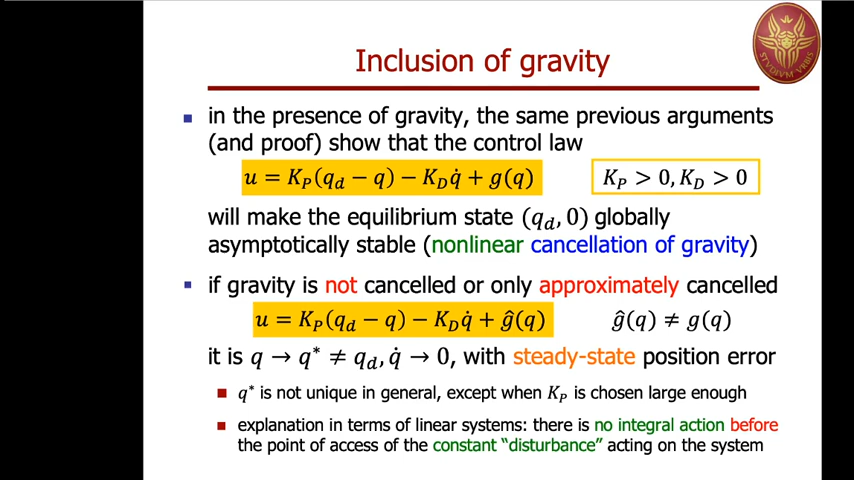 Inclusion of gravity
STVDIVM VRBIS
in the presence of gravity, the same previous arguments
(and proof) show that the control law
u = K_P(q_d − q) − K_D q̇ + g(q)
K_P > 0, K_D > 0
will make the equilibrium state (q_d, 0) globally
asymptotically stable (nonlinear cancellation of gravity)
if gravity is not cancelled or only approximately cancelled
u = K_P(q_d − q) − K_D q̇ + ĝ(q)
ĝ(q) ≠ g(q)
it is q → q* ≠ q_d, q̇ → 0, with steady-state position error
q* is not unique in general, except when K_P is chosen large enough
explanation in terms of linear systems: there is no integral action before
the point of access of the constant “disturbance” acting on the system